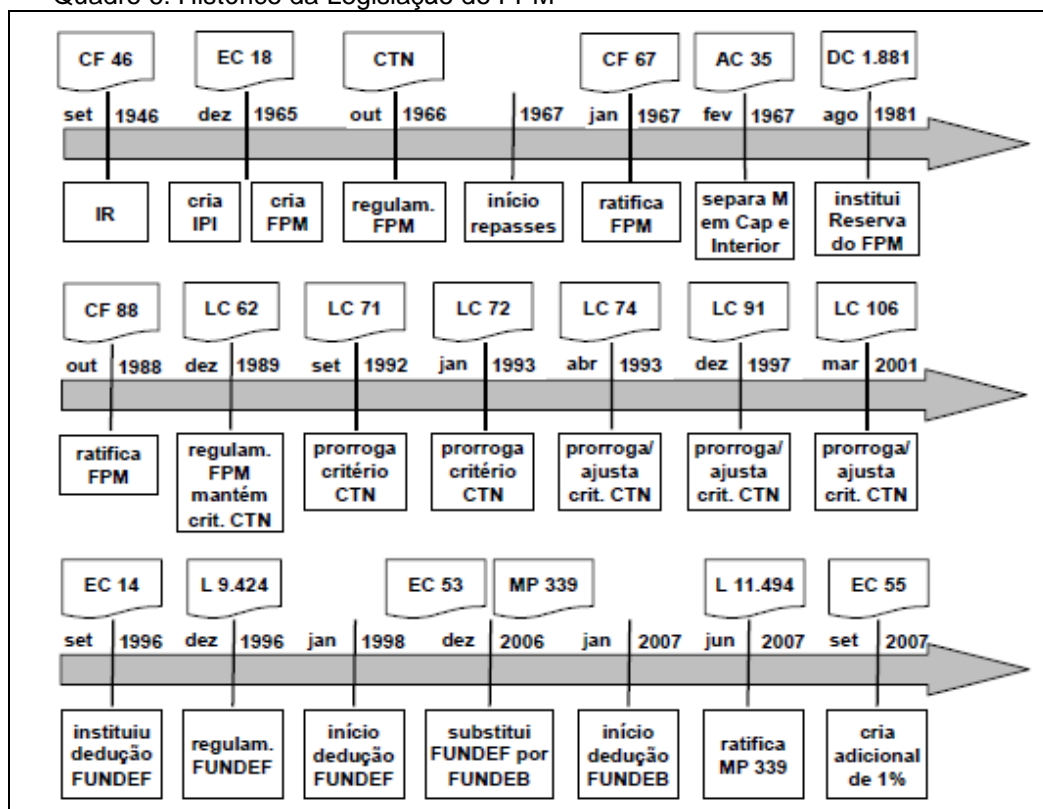 Quadro 3. Histórico da Legislação do FPM
CF 46 EC 18 CTN CF 67 AC 35 DC 1.881
set 1946 dez 1965 out 1966 1967 jan 1967 fev 1967 ago 1981
IR
cria
IPI
cria
FPM
regulam.
FPM
início
repasses
ratifica
FPM
separa M
em Cap e
Interior
institui
Reserva
do FPM
CF 88 LC 62 LC 71 LC 72 LC 74 LC 91 LC 106
out 1988 dez 1989 set 1992 jan 1993 abr 1993 dez 1997 mar 2001
ratifica
FPM
regulam.
FPM
mantém
crit. CTN
prorroga
critério
CTN
prorroga
critério
CTN
prorroga/
ajusta
crit. CTN
prorroga/
ajusta
crit. CTN
prorroga/
ajusta
crit. CTN
EC 14 L 9.424 EC 53 MP 339 L 11.494 EC 55
set 1996 dez 1996 jan 1998 dez 2006 jan 2007 jun 2007 set 2007
instituiu
dedução
FUNDEF
regulam.
FUNDEF
início
dedução
FUNDEF
substitui
FUNDEF por
FUNDEB
início
dedução
FUNDEB
ratifica
MP 339
cria
adicional
de 1%